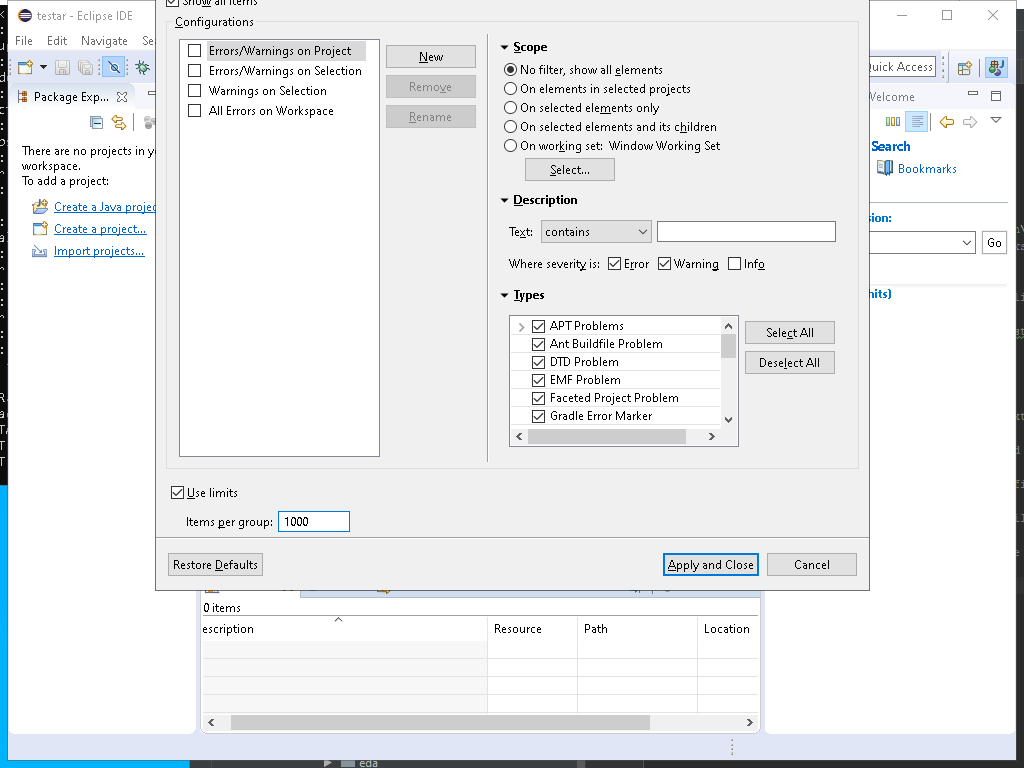 testar - Eclipse IDE
Show all items
File Edit Navigate Se
Configurations
Quick Access
Errors/Warnings on Project
Errors/Warnings on Selection
Warnings on Selection
All Errors on Workspace
New
Remove
Rename
Scope
No filter, show all elements
On elements in selected projects
On selected elements only
On selected elements and its children
On working set: Window Working Set
Select...
Package Exp...
Welcome
There are no projects in
workspace.
To add a project:
Create a Java projec
Create a project...
Import projects...
Search
Bookmarks
Go
Description
Text: contains
Where severity is: Error Warning Info
Types
APT Problems
Ant Buildfile Problem
DTD Problem
EMF Problem
Faceted Project Problem
Gradle Error Marker
Select All
Deselect All
Use limits
Items per group: 1000
Restore Defaults
Apply and Close
Cancel
0 items
escription Resource Path Location
eda